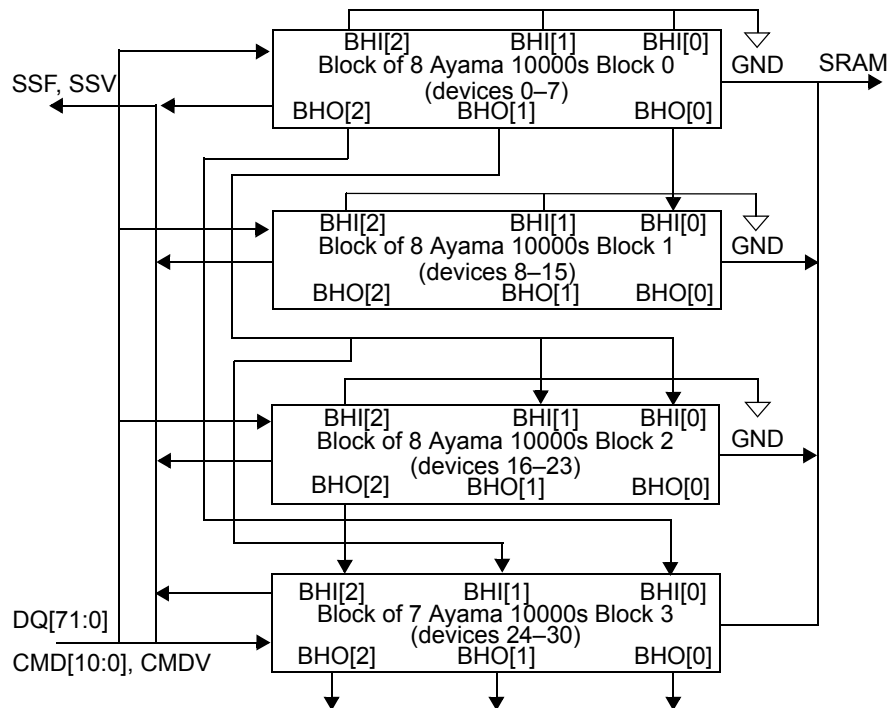 BHI[2] BHI[1] BHI[0]
Block of 8 Ayama 10000s Block 0
(devices 0–7)
BHO[2] BHO[1] BHO[0]
GND
SRAM
SSF, SSV
BHI[2] BHI[1] BHI[0]
Block of 8 Ayama 10000s Block 1
(devices 8–15)
BHO[2] BHO[1] BHO[0]
GND
BHI[2] BHI[1] BHI[0]
Block of 8 Ayama 10000s Block 2
(devices 16–23)
BHO[2] BHO[1] BHO[0]
GND
BHI[2] BHI[1] BHI[0]
Block of 7 Ayama 10000s Block 3
(devices 24–30)
BHO[2] BHO[1] BHO[0]
DQ[71:0]
CMD[10:0], CMDV